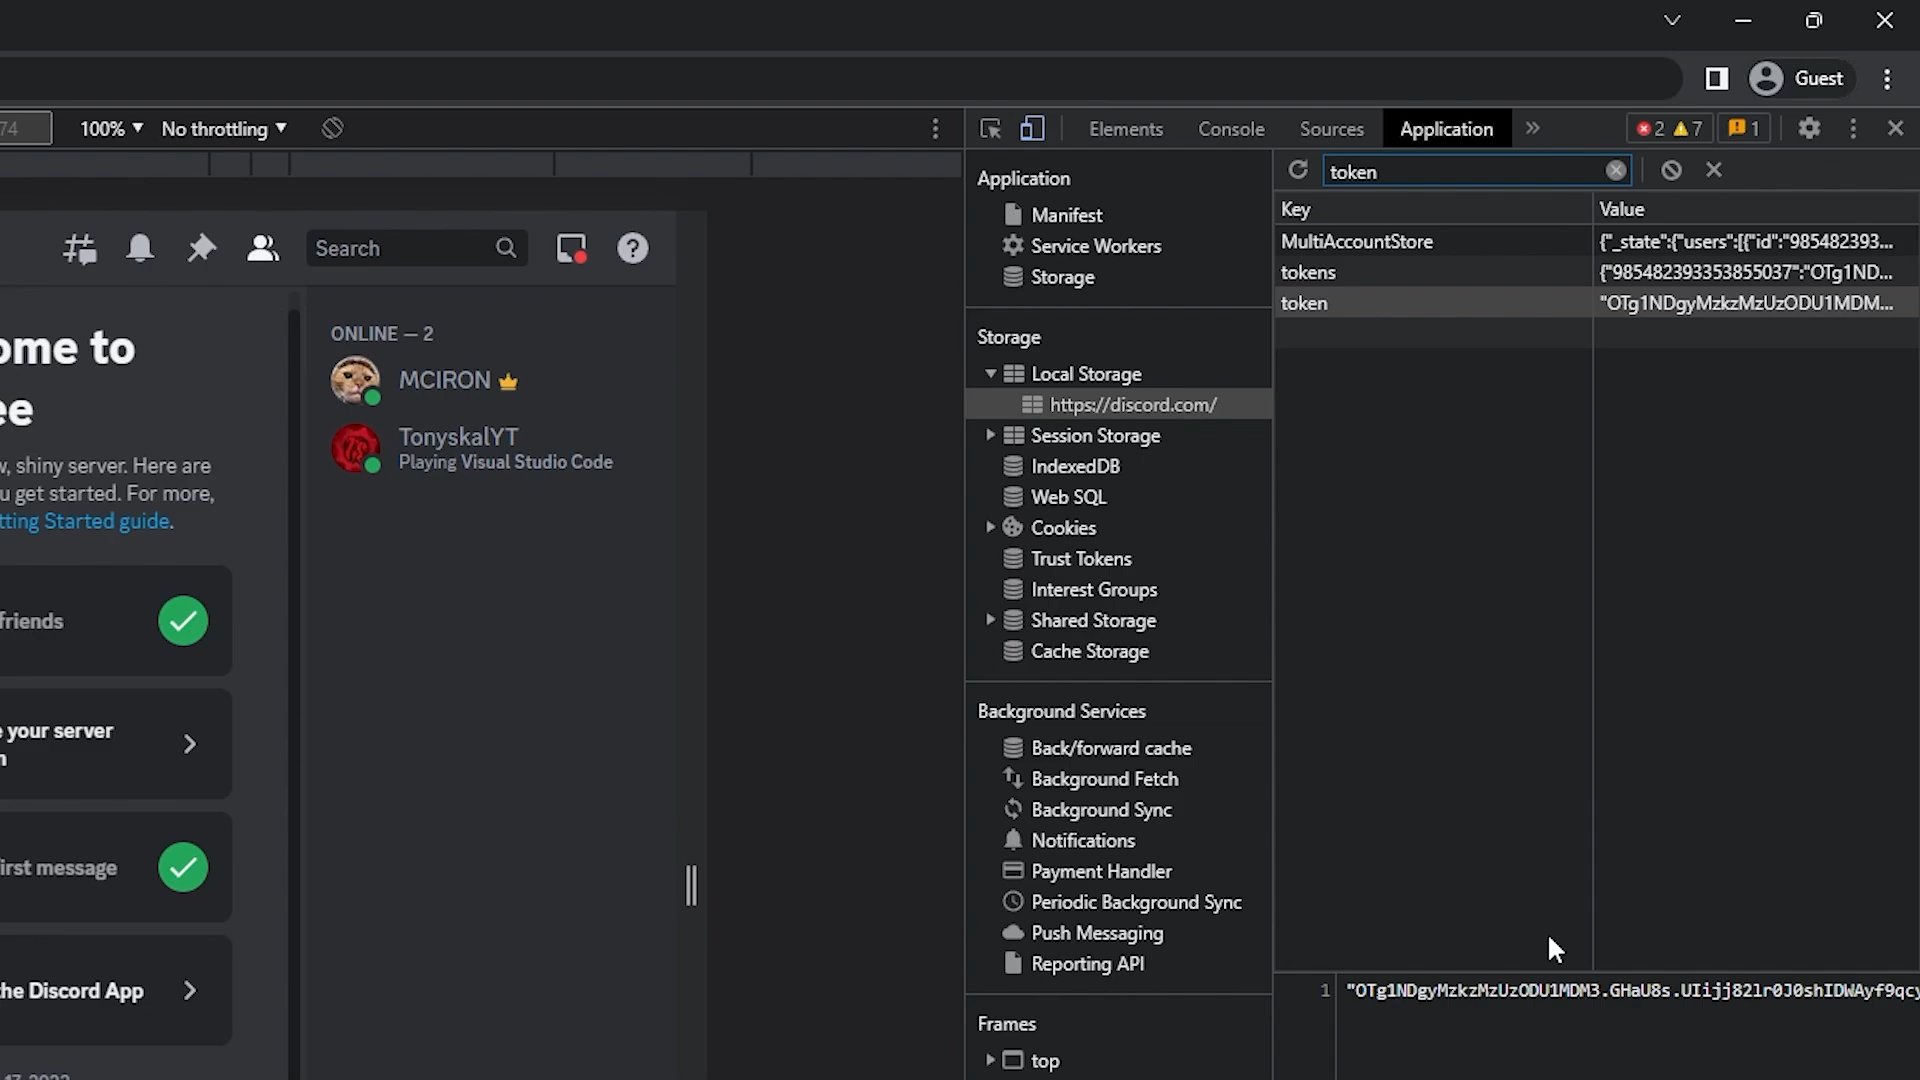 Guest
74
100%
No throttling
Elements
Console
Sources
Application
2
7
1
token
Application
Manifest
Service Workers
Storage
Key
Value
MultiAccountStore
{"_state":{"users":[{"id":"985482393...
tokens
{"985482393353855037":"OTg1ND...
token
"OTg1NDgyMzkzMzUzODU1MDM...
Search
ome to
ee
w, shiny server. Here are
u get started. For more,
tting Started guide.
friends
e your server
n
irst message
he Discord App
ONLINE — 2
MCIRON
TonyskalYT
Playing Visual Studio Code
Storage
Local Storage
https://discord.com/
Session Storage
IndexedDB
Web SQL
Cookies
Trust Tokens
Interest Groups
Shared Storage
Cache Storage
Background Services
Back/forward cache
Background Fetch
Background Sync
Notifications
Payment Handler
Periodic Background Sync
Push Messaging
Reporting API
Frames
top
1
"OTg1NDgyMzkzMzUzODU1MDM3.GHaU8s.UIijj82lr0J0shIDWAyf9qcy